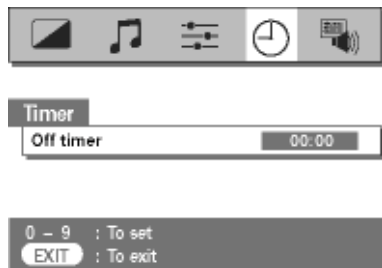 Timer
Off timer 00:00
0 – 9 : To set
EXIT : To exit